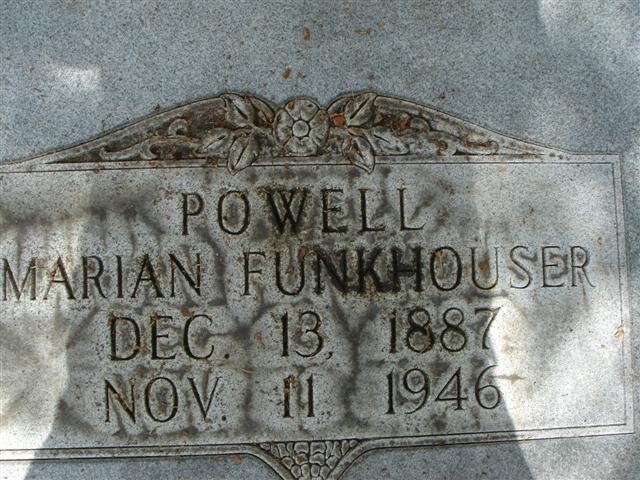 POWELL
MARIAN FUNKHOUSER
DEC. 13, 1887
NOV. 11 1946